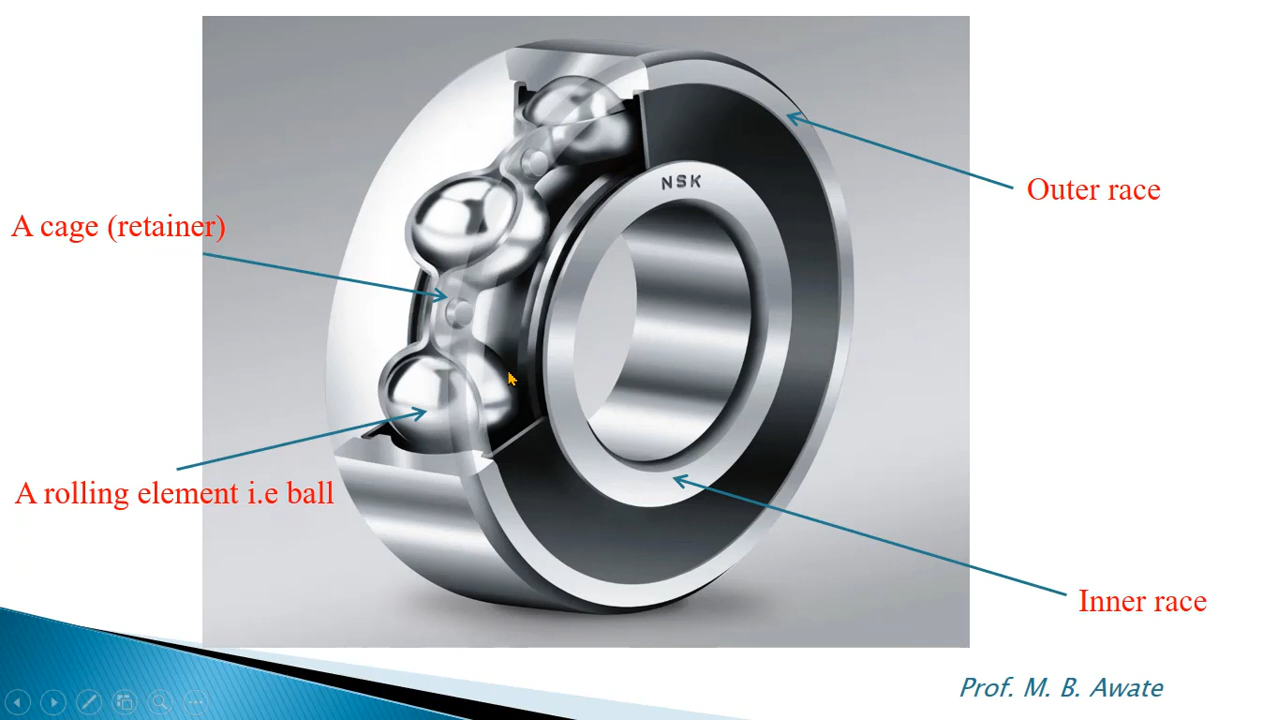 NSK
Outer race
A cage (retainer)
A rolling element i.e ball
Inner race
Prof. M. B. Awate